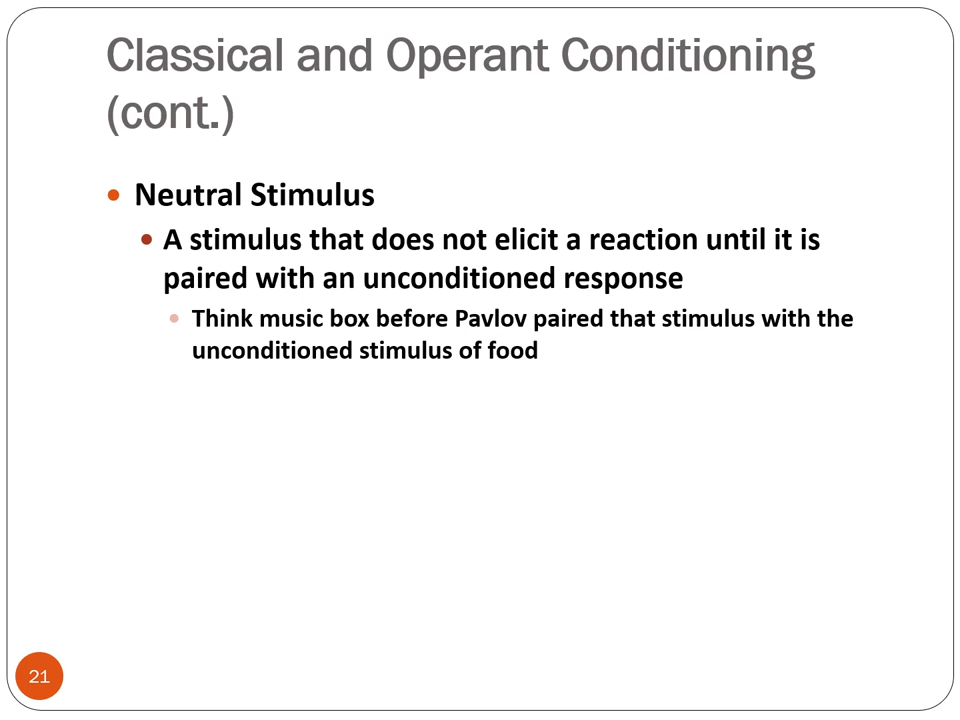 Classical and Operant Conditioning
(cont.)
Neutral Stimulus
A stimulus that does not elicit a reaction until it is
paired with an unconditioned response
Think music box before Pavlov paired that stimulus with the
unconditioned stimulus of food
21